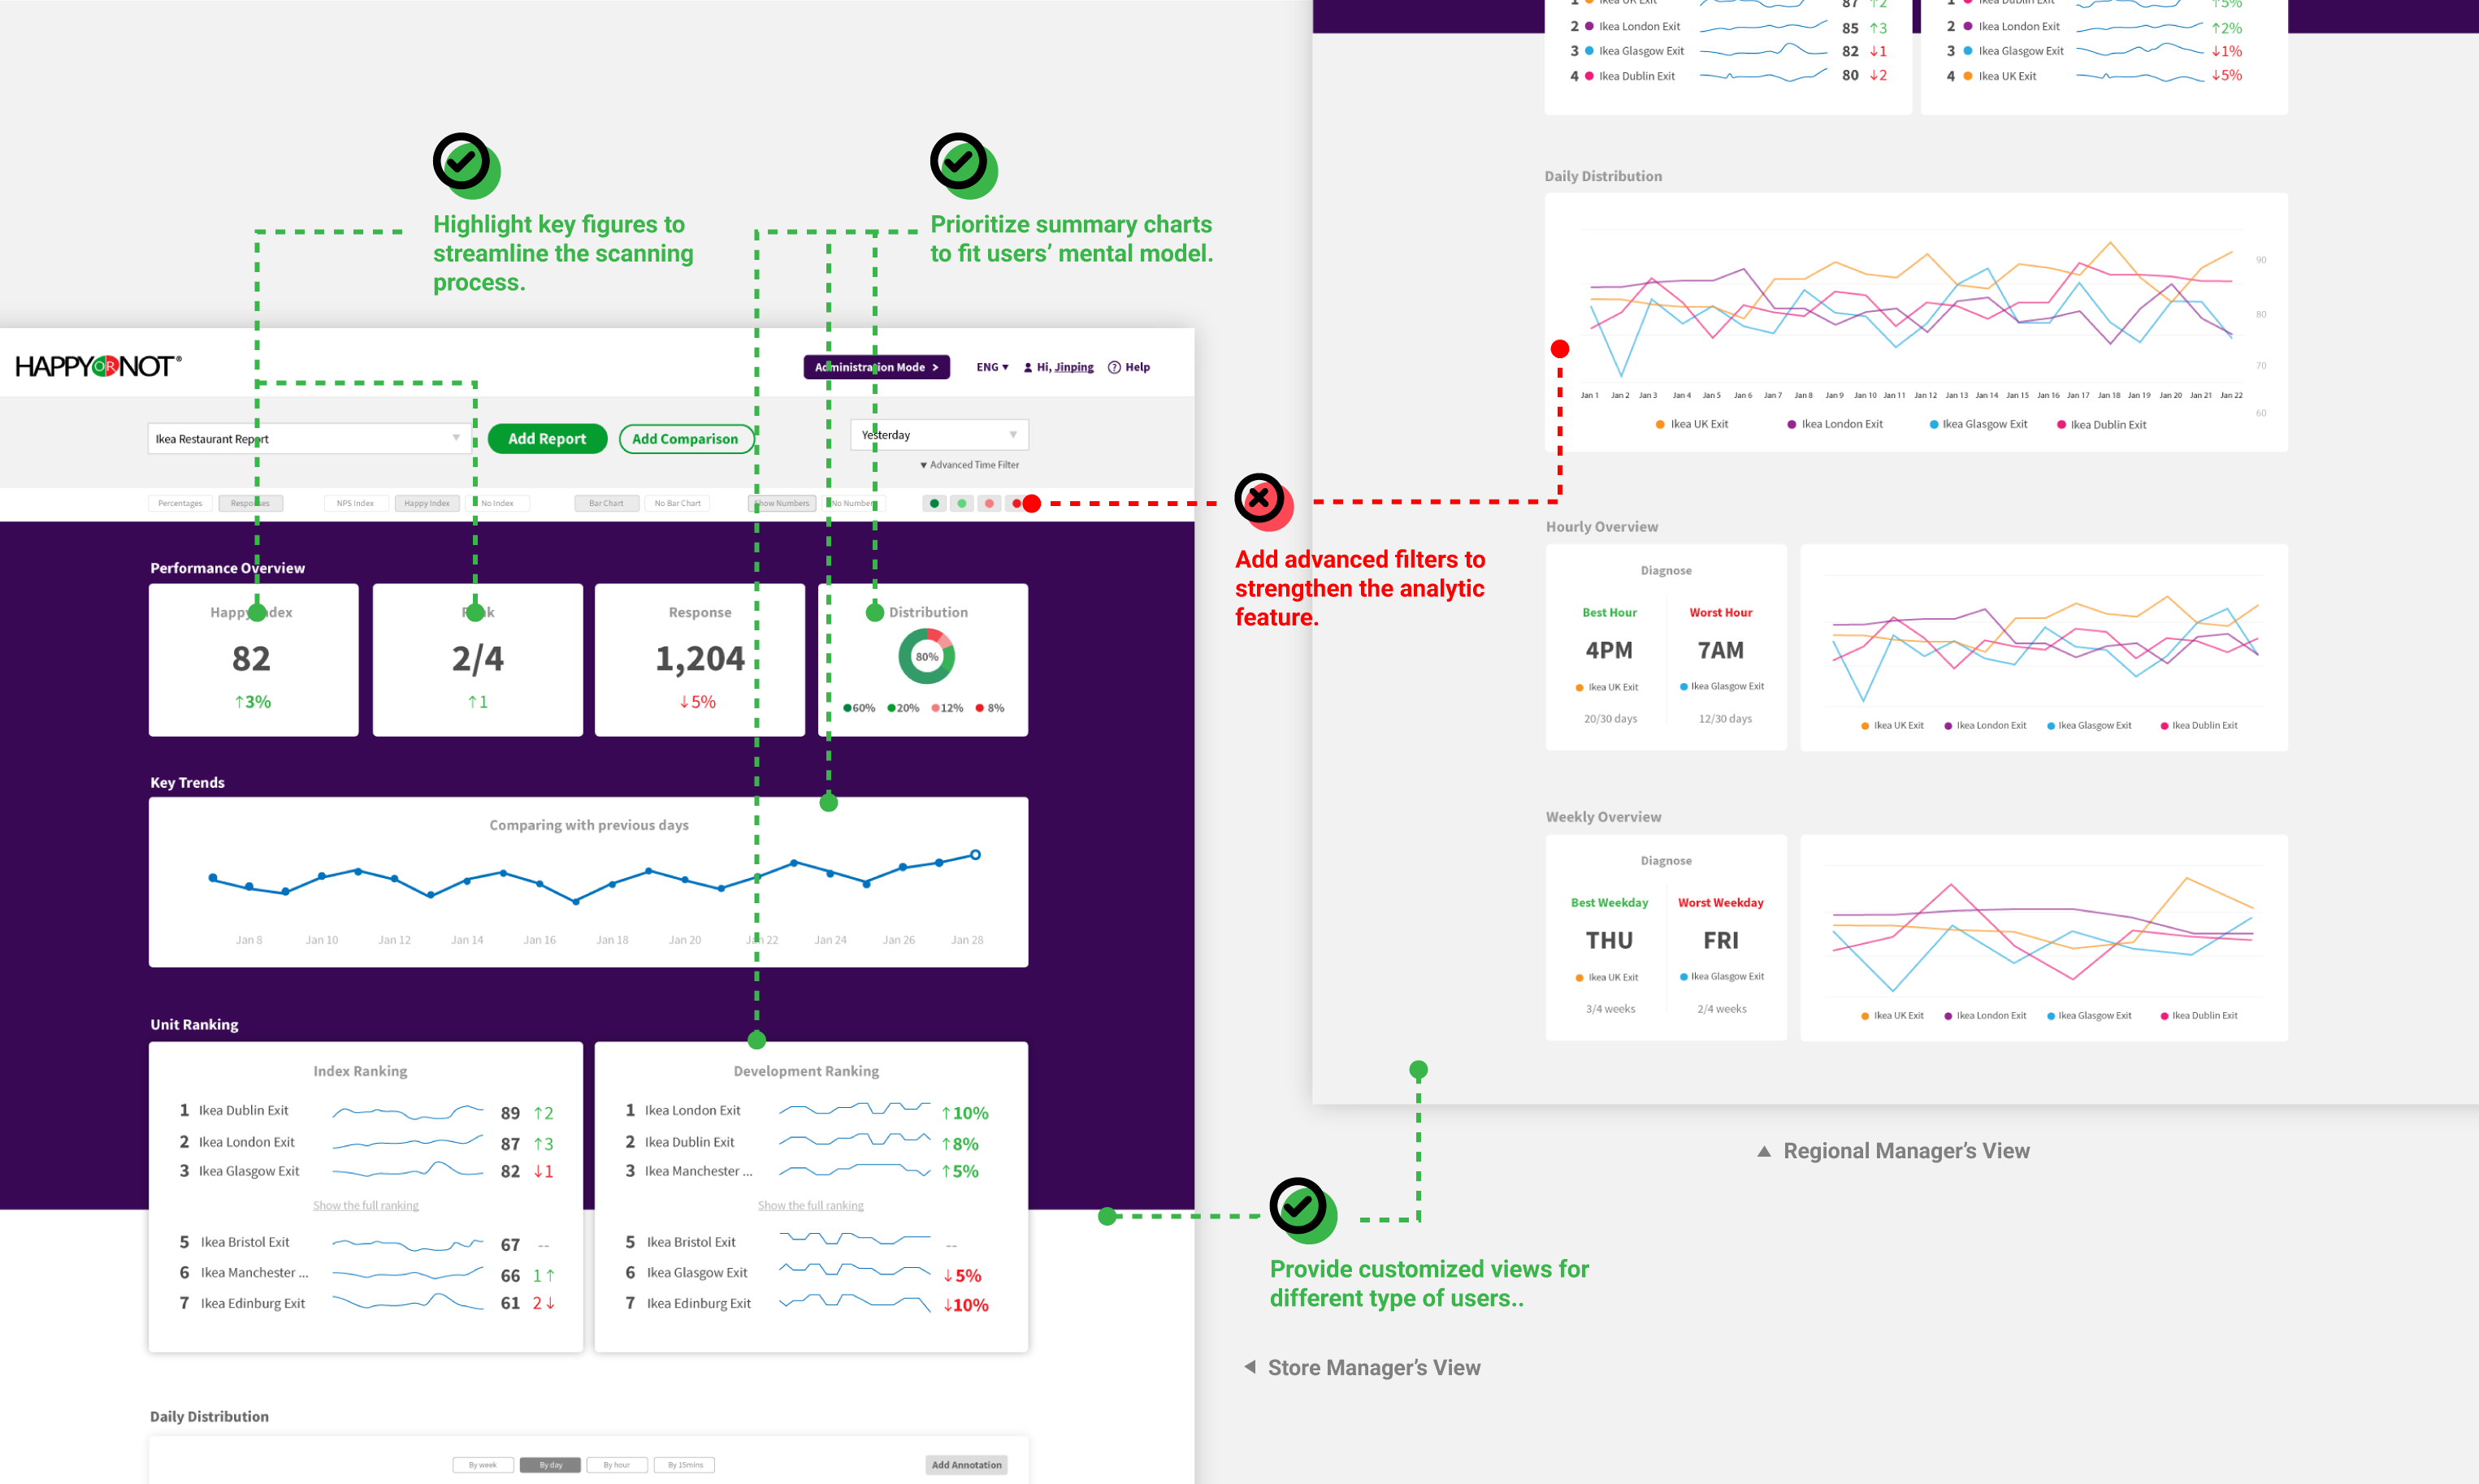 Highlight key figures to
streamline the scanning
process.
Prioritize summary charts
to fit users’ mental model.
HAPPY OR NOT®
Administration Mode >
ENG
Hi, Jinping
? Help
Ikea Restaurant Report
Add Report
Add Comparison
Yesterday
Advanced Time Filter
Percentages
Responses
NPS Index
Happy Index
No Index
Bar Chart
No Bar Chart
Show Numbers
No Numbers
Performance Overview
Happy Index
82
↑3%
Rank
2/4
↑1
Response
1,204
↓5%
Distribution
80%
60% 20% 12% 8%
Key Trends
Comparing with previous days
Jan 8 Jan 10 Jan 12 Jan 14 Jan 16 Jan 18 Jan 20 Jan 22 Jan 24 Jan 26 Jan 28
Unit Ranking
Index Ranking
1 Ikea Dublin Exit 89 ↑2
2 Ikea London Exit 87 ↑3
3 Ikea Glasgow Exit 82 ↓1
Show the full ranking
5 Ikea Bristol Exit 67 --
6 Ikea Manchester ... 66 1↑
7 Ikea Edinburg Exit 61 2↓
Development Ranking
1 Ikea London Exit ↑10%
2 Ikea Dublin Exit ↑8%
3 Ikea Manchester ... ↑5%
Show the full ranking
5 Ikea Bristol Exit --
6 Ikea Glasgow Exit ↓5%
7 Ikea Edinburg Exit ↓10%
Daily Distribution
By week
By day
By hour
By 15mins
Add Annotation
Add advanced filters to
strengthen the analytic
feature.
Provide customized views for
different type of users..
Store Manager’s View
1 Ikea UK Exit 87 ↑2
2 Ikea London Exit 85 ↑3
3 Ikea Glasgow Exit 82 ↓1
4 Ikea Dublin Exit 80 ↓2
1 Ikea Dublin Exit ↑5%
2 Ikea London Exit ↑2%
3 Ikea Glasgow Exit ↓1%
4 Ikea UK Exit ↓5%
Daily Distribution
90
80
70
60
Jan 1 Jan 2 Jan 3 Jan 4 Jan 5 Jan 6 Jan 7 Jan 8 Jan 9 Jan 10 Jan 11 Jan 12 Jan 13 Jan 14 Jan 15 Jan 16 Jan 17 Jan 18 Jan 19 Jan 20 Jan 21 Jan 22
Ikea UK Exit Ikea London Exit Ikea Glasgow Exit Ikea Dublin Exit
Hourly Overview
Diagnose
Best Hour
4PM
Ikea UK Exit
20/30 days
Worst Hour
7AM
Ikea Glasgow Exit
12/30 days
Ikea UK Exit Ikea London Exit Ikea Glasgow Exit Ikea Dublin Exit
Weekly Overview
Diagnose
Best Weekday
THU
Ikea UK Exit
3/4 weeks
Worst Weekday
FRI
Ikea Glasgow Exit
2/4 weeks
Ikea UK Exit Ikea London Exit Ikea Glasgow Exit Ikea Dublin Exit
Regional Manager’s View